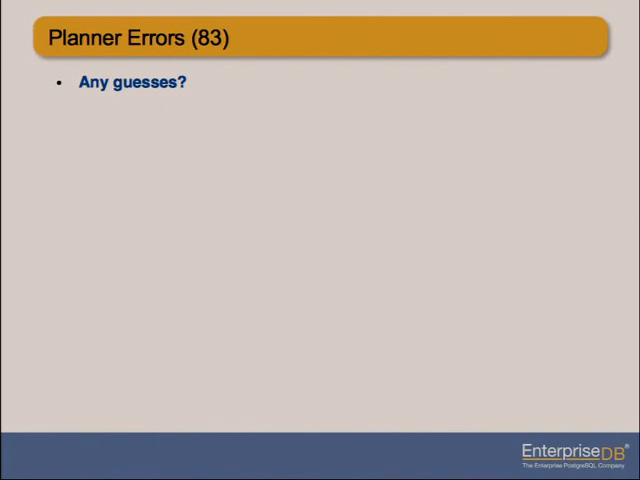 Planner Errors (83)
• Any guesses?
EnterpriseDB®
The Enterprise PostgreSQL Company